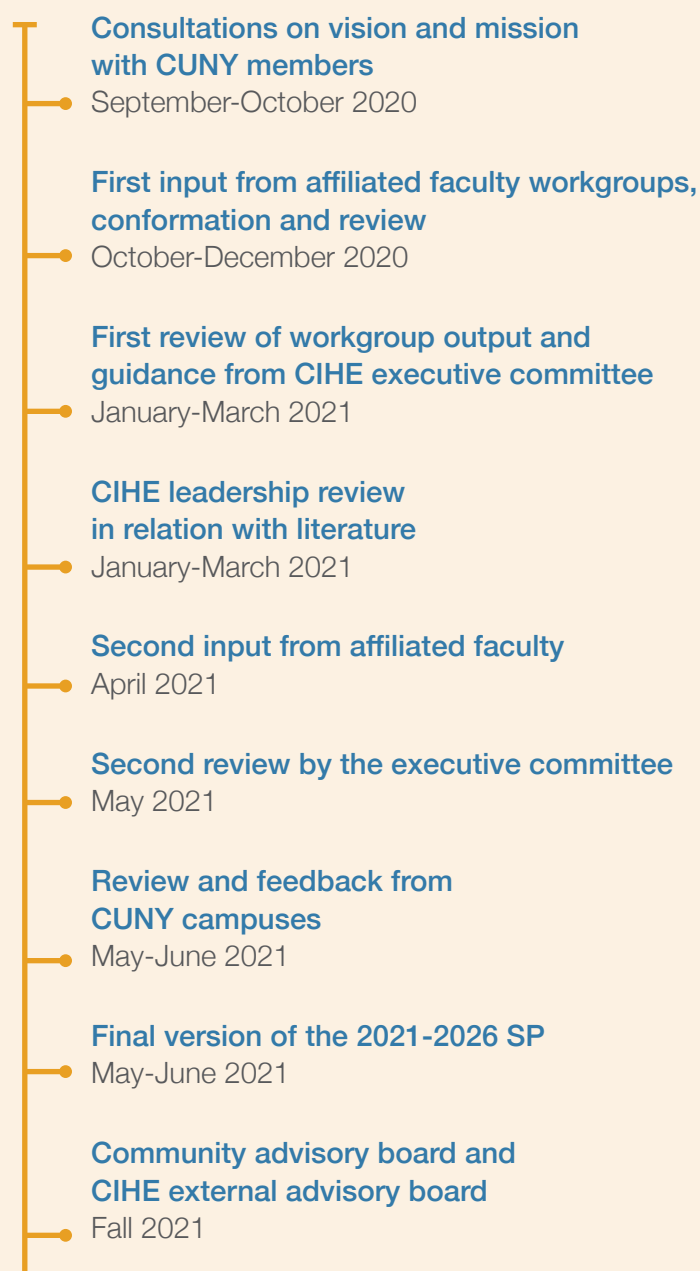 Consultations on vision and mission
with CUNY members
September-October 2020
First input from affiliated faculty workgroups,
conformation and review
October-December 2020
First review of workgroup output and
guidance from CIHE executive committee
January-March 2021
CIHE leadership review
in relation with literature
January-March 2021
Second input from affiliated faculty
April 2021
Second review by the executive committee
May 2021
Review and feedback from
CUNY campuses
May-June 2021
Final version of the 2021-2026 SP
May-June 2021
Community advisory board and
CIHE external advisory board
Fall 2021